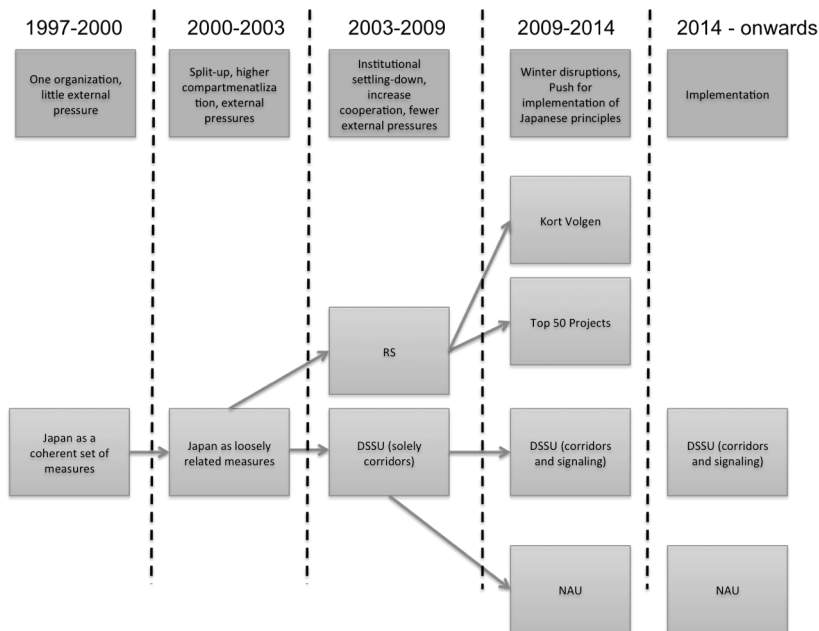 1997-2000
2000-2003
2003-2009
2009-2014
2014 - onwards
One organization,
little external
pressure
Split-up, higher
compartmenatliza
tion, external
pressures
Institutional
settling-down,
increase
cooperation, fewer
external pressures
Winter disruptions,
Push for
implementation of
Japanese principles
Implementation
Kort Volgen
Top 50 Projects
RS
Japan as a
coherent set of
measures
Japan as loosely
related measures
DSSU (solely
corridors)
DSSU (corridors
and signaling)
DSSU (corridors
and signaling)
NAU
NAU